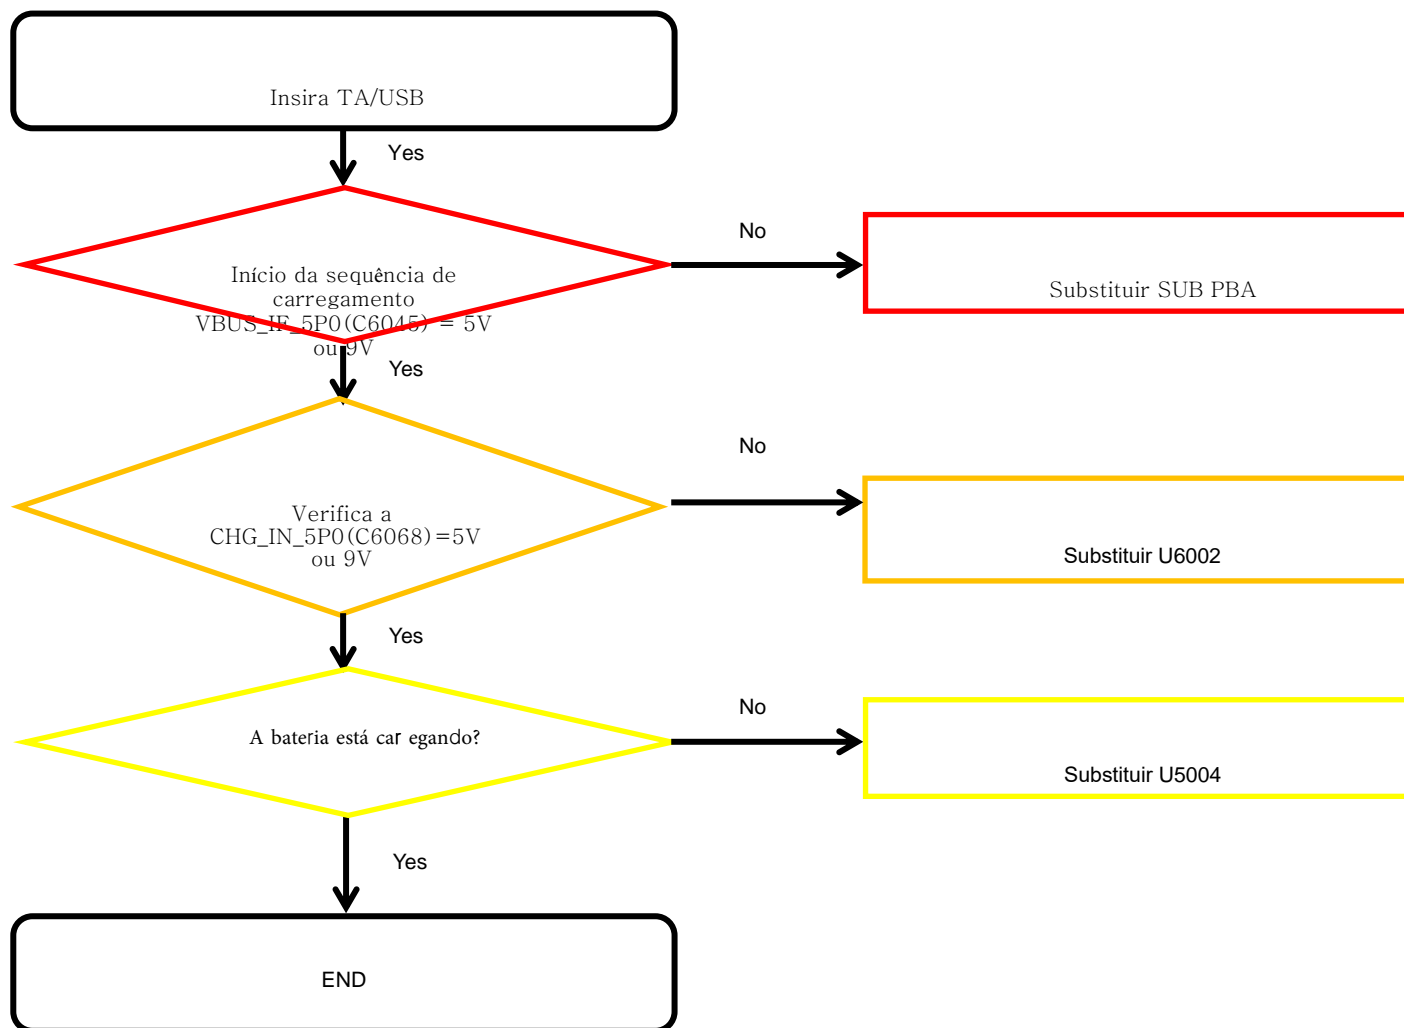 Insira TA/USB
Yes
Início da sequência de
carregamento
VBUS_IF_5P0(C6045) = 5V
ou 9V
No
Substituir SUB PBA
Yes
Verifica a
CHG_IN_5P0(C6068)=5V
ou 9V
No
Substituir U6002
Yes
A bateria está car egando?
No
Substituir U5004
Yes
END